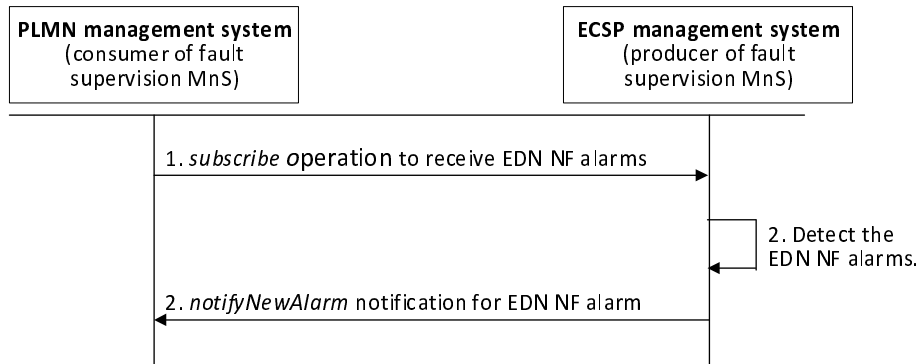 PLMN management system
(consumer of fault
supervision MnS)
ECSP management system
(producer of fault
supervision MnS)
1. subscribe operation to receive EDN NF alarms
2. Detect the
EDN NF alarms.
2. notifyNewAlarm notification for EDN NF alarm